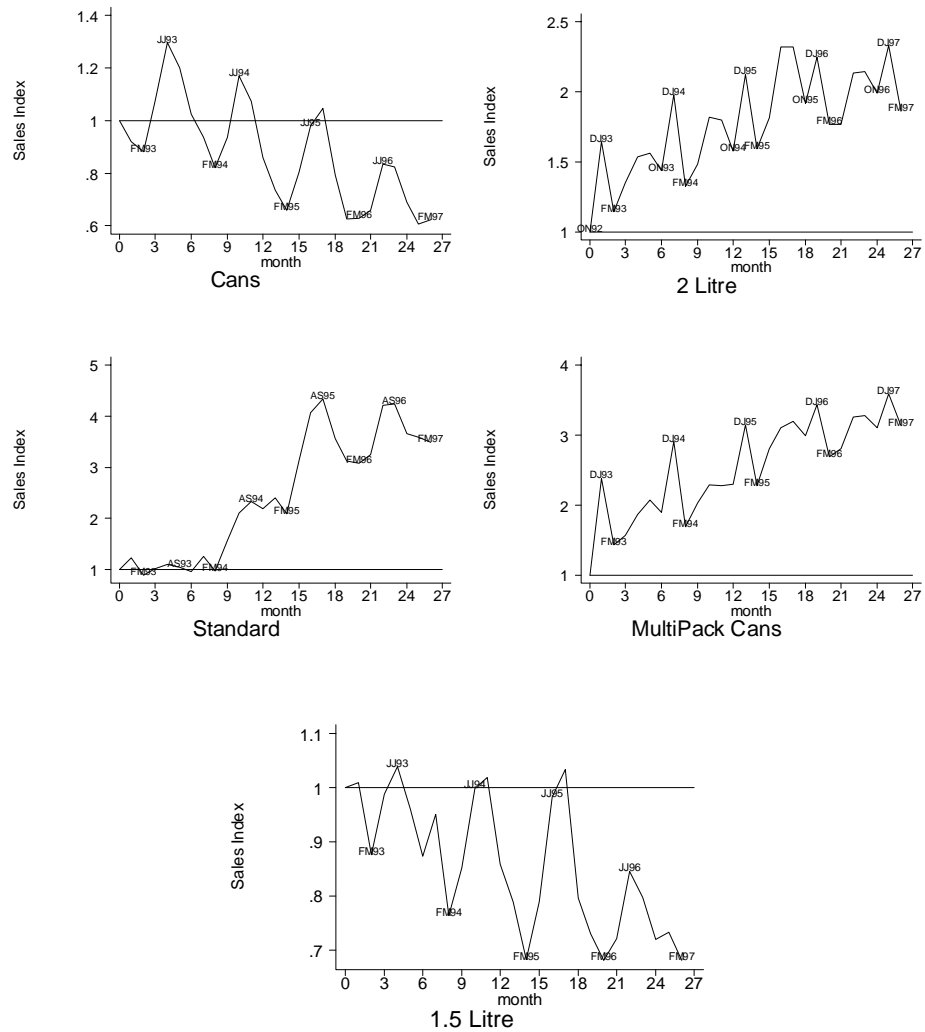 Sales Index
1.4
1.2
1
.8
.6
JJ93
FM93
JJ94
FM94
JJ95
FM95
JJ96
FM96
FM97
0 3 6 9 12 15 18 21 24 27
month
Cans
Sales Index
2.5
2
1.5
1
ON92
DJ93
FM93
ON93
DJ94
FM94
ON94
DJ95
FM95
ON95
DJ96
FM96
ON96
DJ97
FM97
0 3 6 9 12 15 18 21 24 27
month
2 Litre
Sales Index
5
4
3
2
1
FM93
AS93
FM94
AS94
FM95
AS95
FM96
AS96
FM97
0 3 6 9 12 15 18 21 24 27
month
Standard
Sales Index
4
3
2
1
DJ93
FM93
DJ94
FM94
DJ95
FM95
DJ96
FM96
DJ97
FM97
0 3 6 9 12 15 18 21 24 27
month
MultiPack Cans
Sales Index
1.1
1
.9
.8
.7
JJ93
FM93
FM94
JJ94
FM95
JJ95
FM96
JJ96
FM97
0 3 6 9 12 15 18 21 24 27
month
1.5 Litre